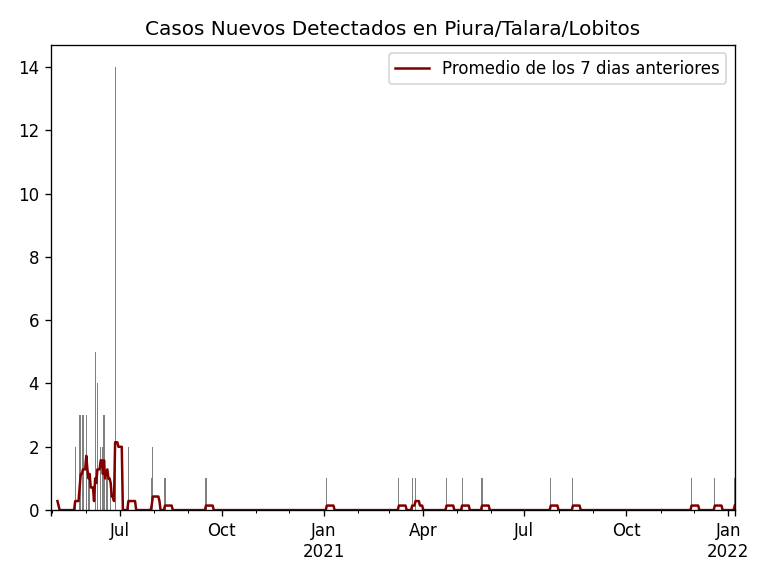 Casos Nuevos Detectados en Piura/Talara/Lobitos
Promedio de los 7 dias anteriores
14
12
10
8
6
4
2
0
Jul
Oct
Jan
2021
Apr
Jul
Oct
Jan
2022